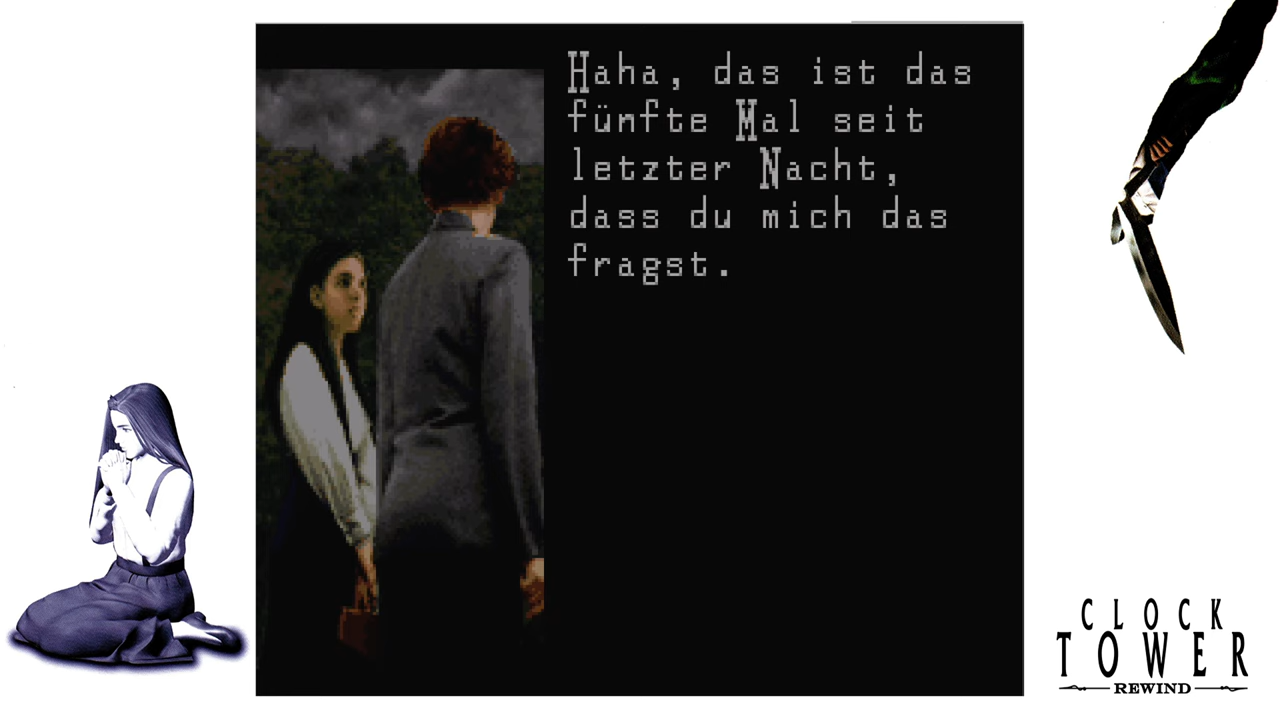 Haha, das ist das
fünfte Mal seit
letzter Nacht,
dass du mich das
fragst.
CLOCK
TOWER
REWIND